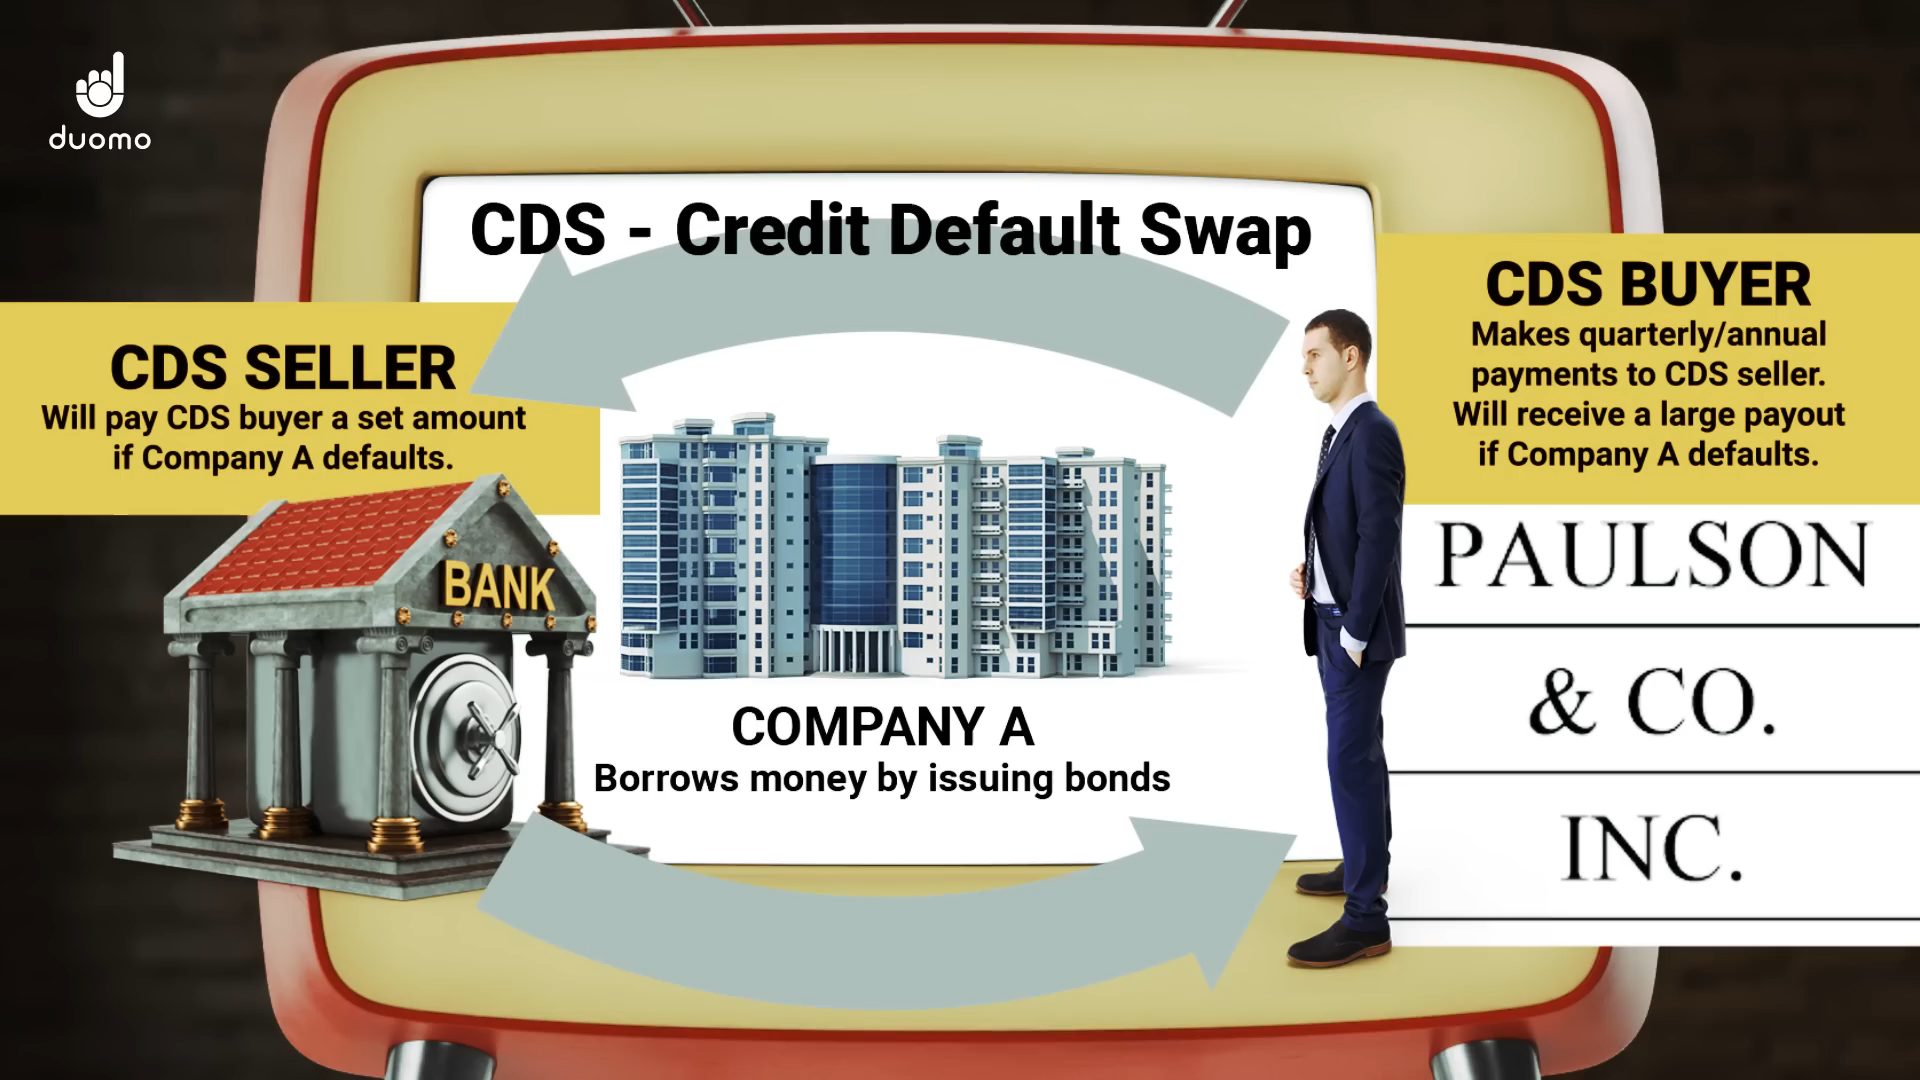 duomo
CDS - Credit Default Swap
CDS SELLER
Will pay CDS buyer a set amount
if Company A defaults.
BANK
COMPANY A
Borrows money by issuing bonds
CDS BUYER
Makes quarterly/annual
payments to CDS seller.
Will receive a large payout
if Company A defaults.
PAULSON
& CO.
INC.